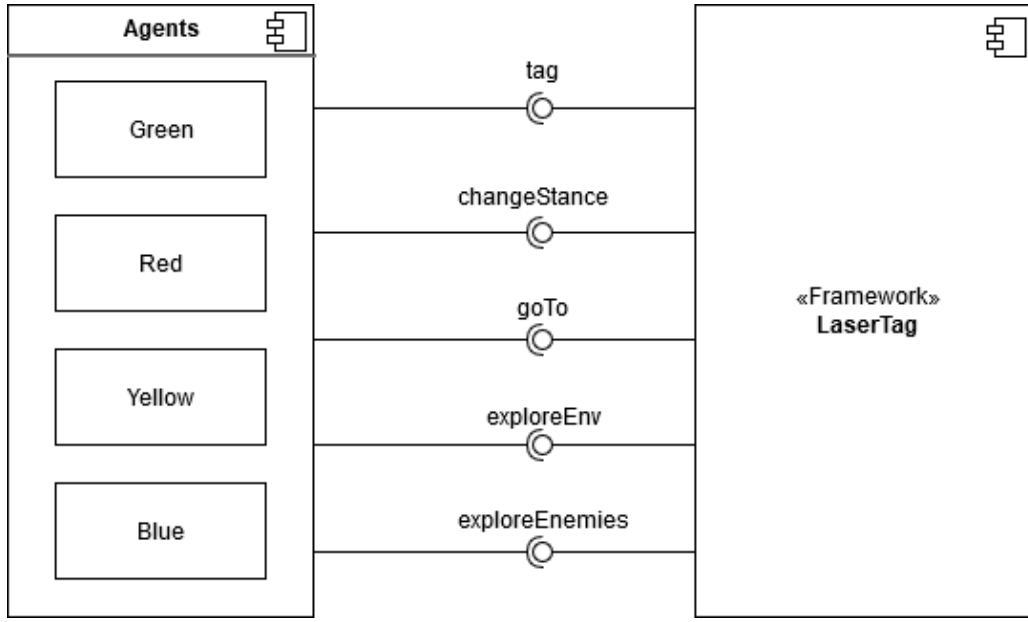 Agents
Green
Red
Yellow
Blue
tag
changeStance
goTo
exploreEnv
exploreEnemies
«Framework»
LaserTag